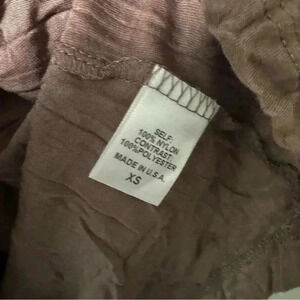 SELF:
100% NYLON
CONTRAST:
100%POLYESTER
MADE IN U.S.A.
XS